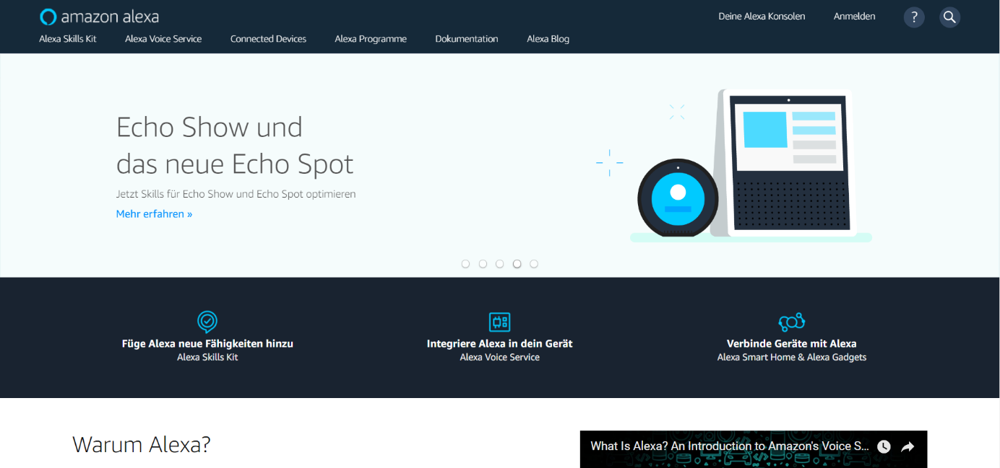 amazon alexa
Deine Alexa Konsolen
Anmelden
?
Alexa Skills Kit
Alexa Voice Service
Connected Devices
Alexa Programme
Dokumentation
Alexa Blog
Echo Show und
das neue Echo Spot
Jetzt Skills für Echo Show und Echo Spot optimieren
Mehr erfahren »
Füge Alexa neue Fähigkeiten hinzu
Alexa Skills Kit
Integriere Alexa in dein Gerät
Alexa Voice Service
Verbinde Geräte mit Alexa
Alexa Smart Home & Alexa Gadgets
Warum Alexa?
What Is Alexa? An Introduction to Amazon's Voice S...